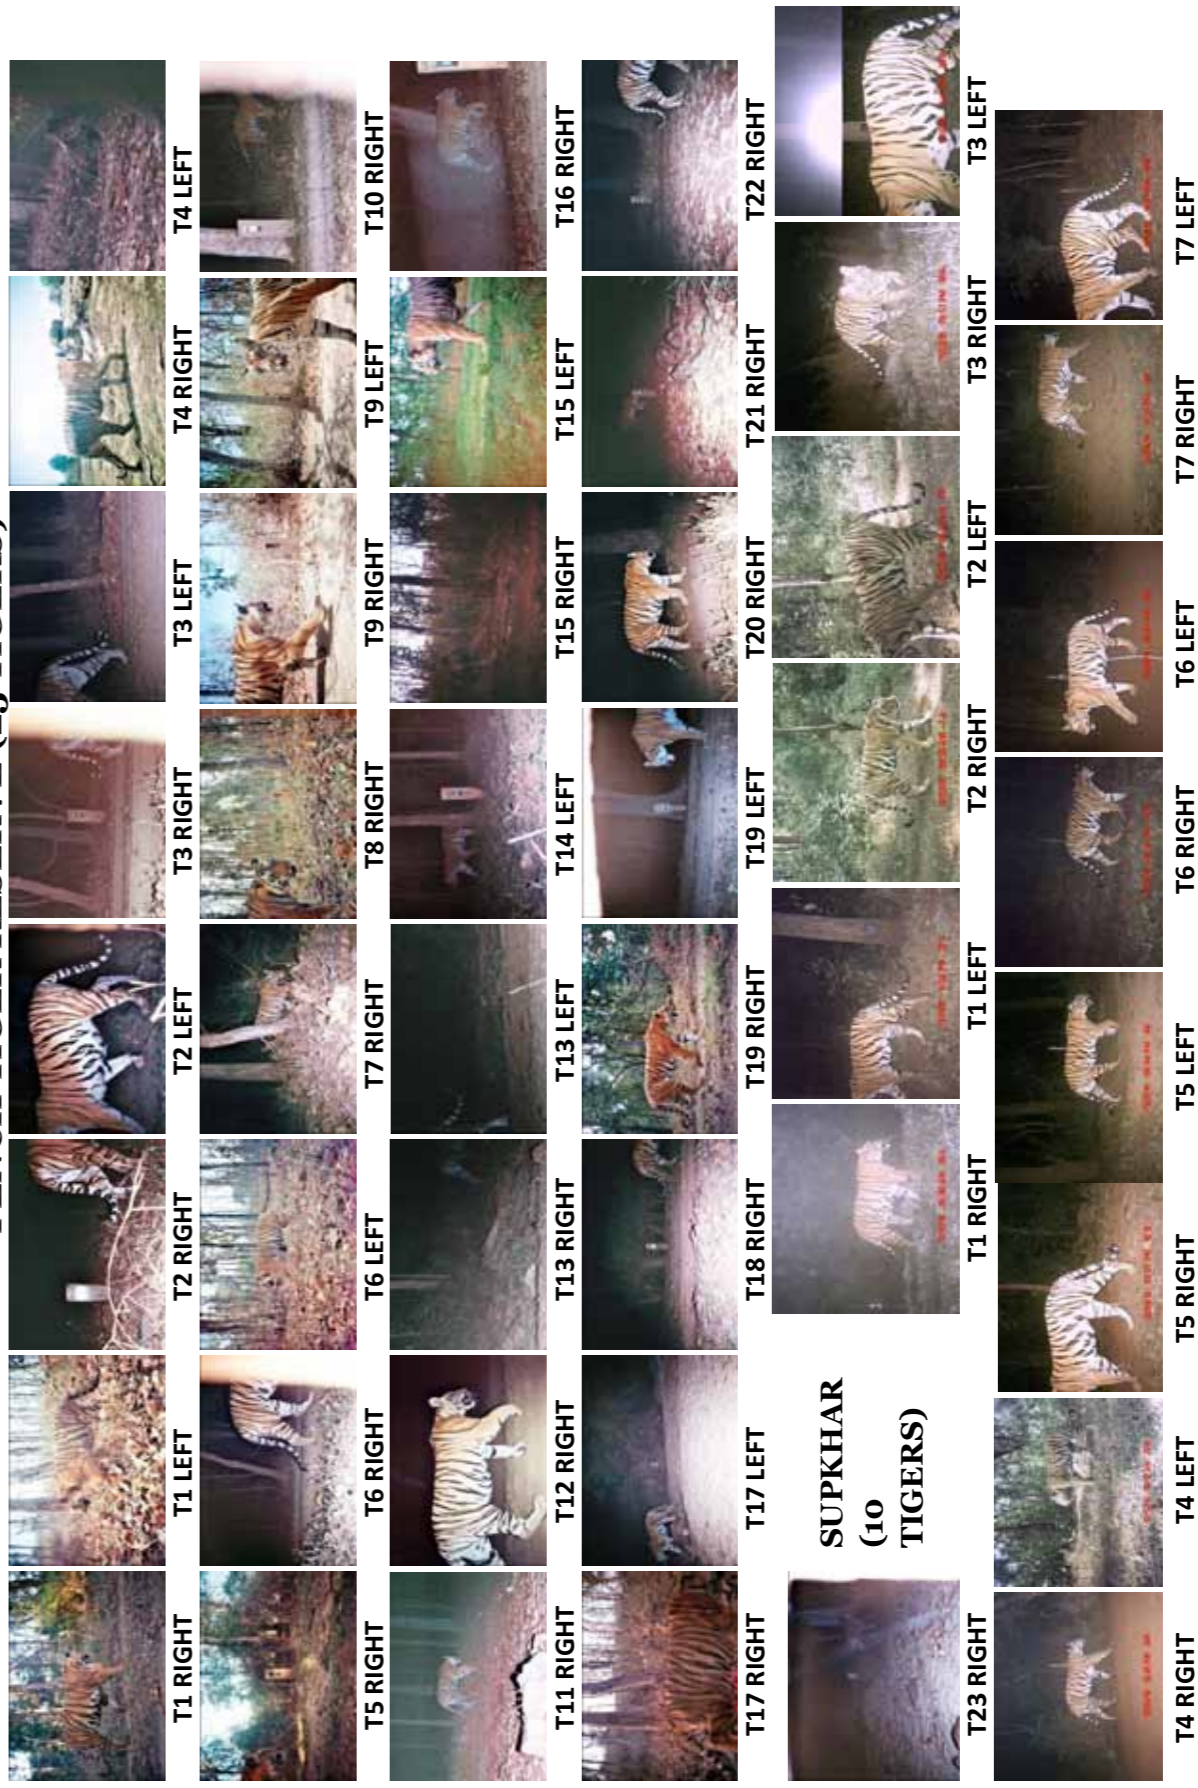 T1 RIGHT
T1 LEFT
T2 RIGHT
T2 LEFT
T3 RIGHT
T3 LEFT
T4 RIGHT
T4 LEFT
T5 RIGHT
T6 RIGHT
T6 LEFT
T7 RIGHT
T8 RIGHT
T9 RIGHT
T9 LEFT
T10 RIGHT
T11 RIGHT
T12 RIGHT
T13 RIGHT
T13 LEFT
T14 LEFT
T15 RIGHT
T15 LEFT
T16 RIGHT
T17 RIGHT
T17 LEFT
T18 RIGHT
T19 RIGHT
T19 LEFT
T20 RIGHT
T21 RIGHT
T22 RIGHT
T23 RIGHT
SUPKHAR
(10
TIGERS)
T1 RIGHT
T1 LEFT
T2 RIGHT
T2 LEFT
T3 RIGHT
T3 LEFT
T4 RIGHT
T4 LEFT
T5 RIGHT
T5 LEFT
T6 RIGHT
T6 LEFT
T7 RIGHT
T7 LEFT